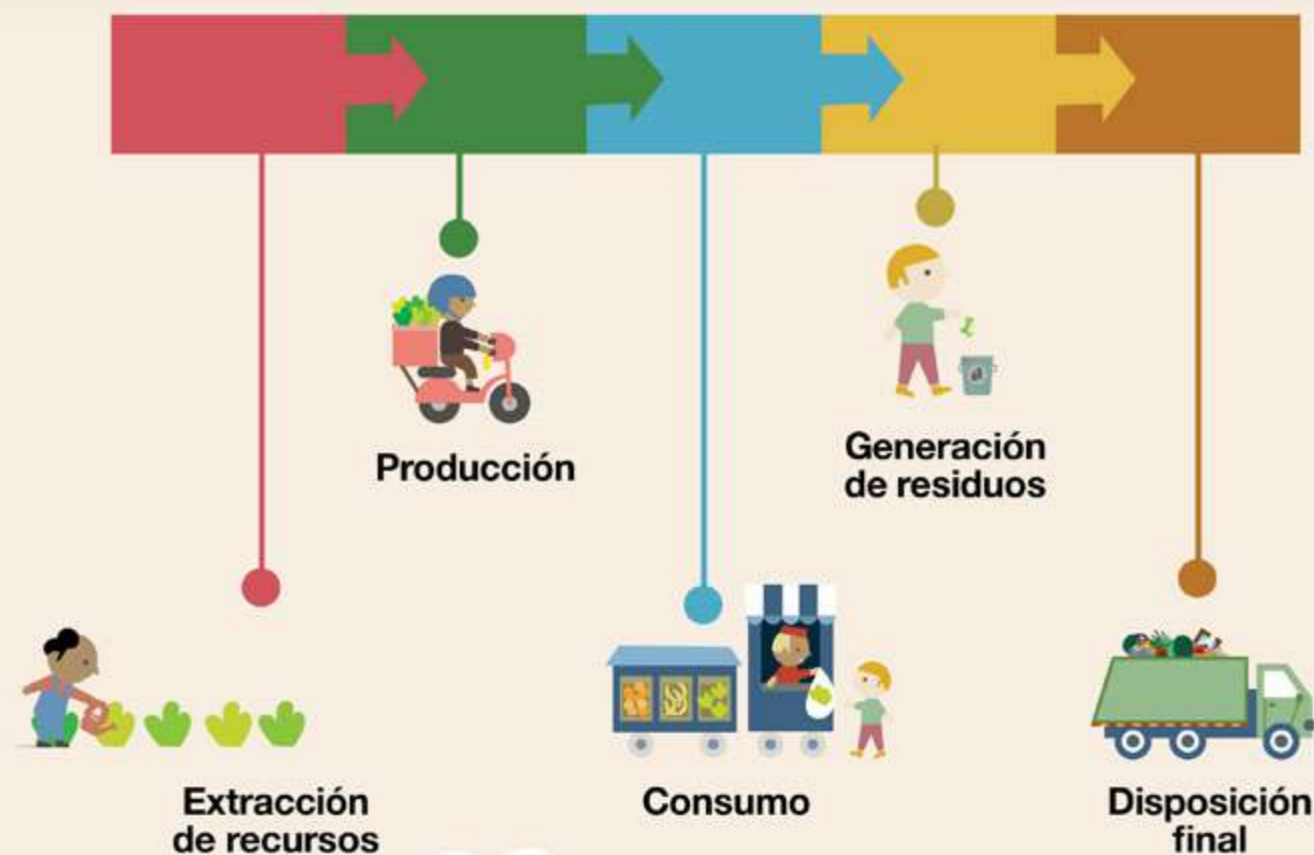 Producción
Generación
de residuos
Extracción
de recursos
Consumo
Disposición
final